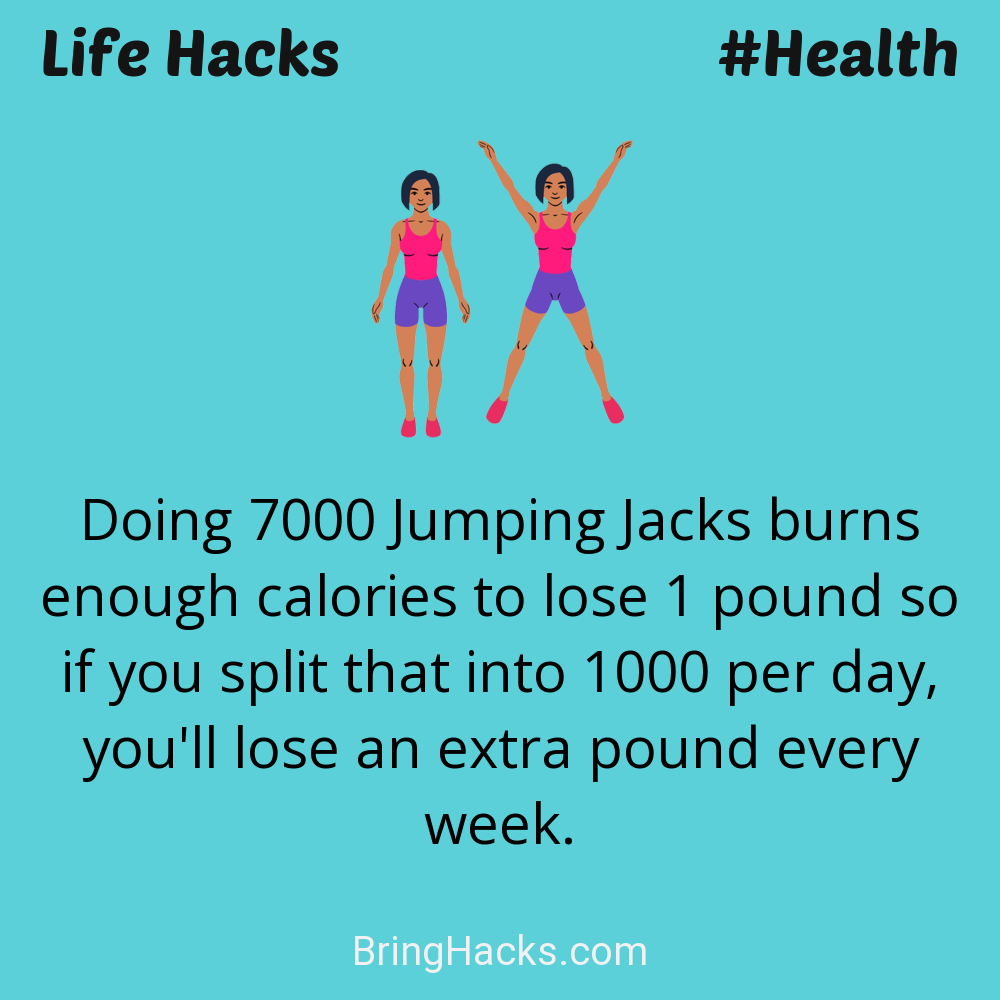 Life Hacks
#Health
Doing 7000 Jumping Jacks burns
enough calories to lose 1 pound so
if you split that into 1000 per day,
you'll lose an extra pound every
week.
BringHacks.com